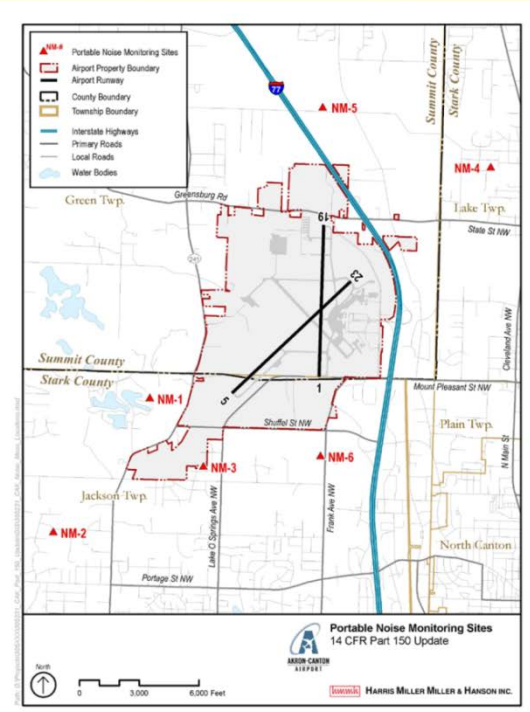 NM-#
Portable Noise Monitoring Sites
Airport Property Boundary
Airport Runway
County Boundary
Township Boundary
Interstate Highways
Primary Roads
Local Roads
Water Bodies
77
NM-5
Summit County
Stark County
NM-4
Green Twp.
Greensburg Rd
Lake Twp.
State St NW
19
241
23
Cleveland Ave NW
Summit County
Stark County
NM-1
5
1
Mount Pleasant St NW
Shuffel St NW
Plain Twp.
N Main St
NM-3
NM-6
Jackson Twp.
Lake O Springs Ave NW
Frank Ave NW
NM-2
North Canton
Portage St NW
Portable Noise Monitoring Sites
14 CFR Part 150 Update
AKRON-CANTON
AIRPORT
North
0 3,000 6,000 Feet
hmmh HARRIS MILLER MILLER & HANSON INC.